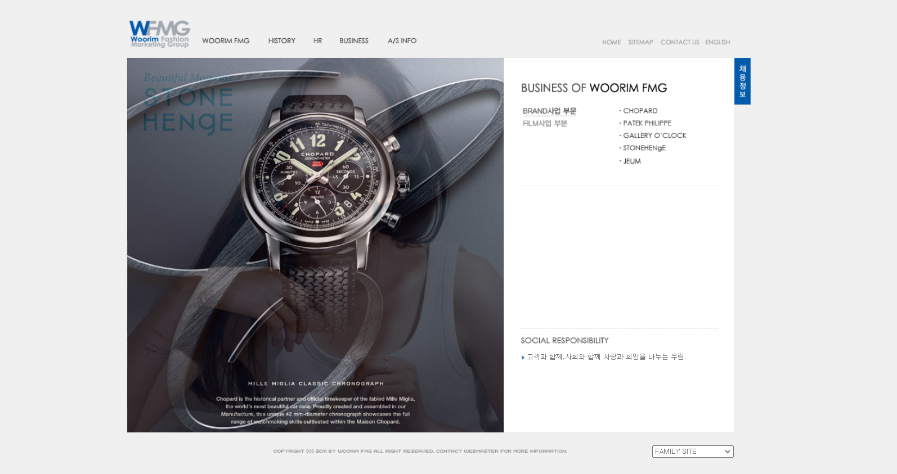 WFMG
Woorim Fashion
Marketing Group
WOORIM FMG HISTORY HR BUSINESS A/S INFO
HOME SITEMAP CONTACT US ENGLISH
채용정보
Beautiful
STONE
HENgE
CHOPARD
CHRONOMETER
MILLE MIGLIA CLASSIC CHRONOGRAPH
Chopard is the historical partner and official timekeeper of the fabled Mille Miglia,
the world's most beautiful car race. Proudly created and assembled in our
Manufacture, this unique 42 mm-diameter chronograph showcases the full
range of watchmaking skills cultivated within the Maison Chopard.
BUSINESS OF WOORIM FMG
BRAND사업 부문
FILM사업 부문
· CHOPARD
· PATEK PHILIPPE
· GALLERY O'CLOCK
· STONEHENgE
· JEUM
SOCIAL RESPONSIBILITY
고객과 함께, 사회와 함께 사랑과 희망을 나누는 우림.
COPYRIGHT BY WOORIM FMG ALL RIGHT RESERVED. CONTACT WEBMASTER FOR MORE INFORMATION.
FAMILY SITE